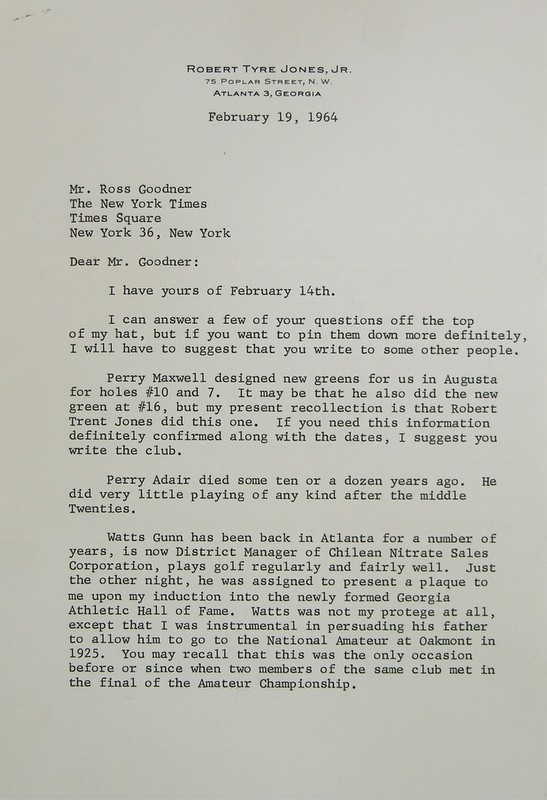 ROBERT TYRE JONES, JR.
75 POPLAR STREET, N. W.
ATLANTA 3, GEORGIA
February 19, 1964
Mr. Ross Goodner
The New York Times
Times Square
New York 36, New York
Dear Mr. Goodner:
I have yours of February 14th.
I can answer a few of your questions off the top
of my hat, but if you want to pin them down more definitely,
I will have to suggest that you write to some other people.
Perry Maxwell designed new greens for us in Augusta
for holes #10 and 7. It may be that he also did the new
green at #16, but my present recollection is that Robert
Trent Jones did this one. If you need this information
definitely confirmed along with the dates, I suggest you
write the club.
Perry Adair died some ten or a dozen years ago. He
did very little playing of any kind after the middle
Twenties.
Watts Gunn has been back in Atlanta for a number of
years, is now District Manager of Chilean Nitrate Sales
Corporation, plays golf regularly and fairly well. Just
the other night, he was assigned to present a plaque to
me upon my induction into the newly formed Georgia
Athletic Hall of Fame. Watts was not my protege at all,
except that I was instrumental in persuading his father
to allow him to go to the National Amateur at Oakmont in
1925. You may recall that this was the only occasion
before or since when two members of the same club met in
the final of the Amateur Championship.